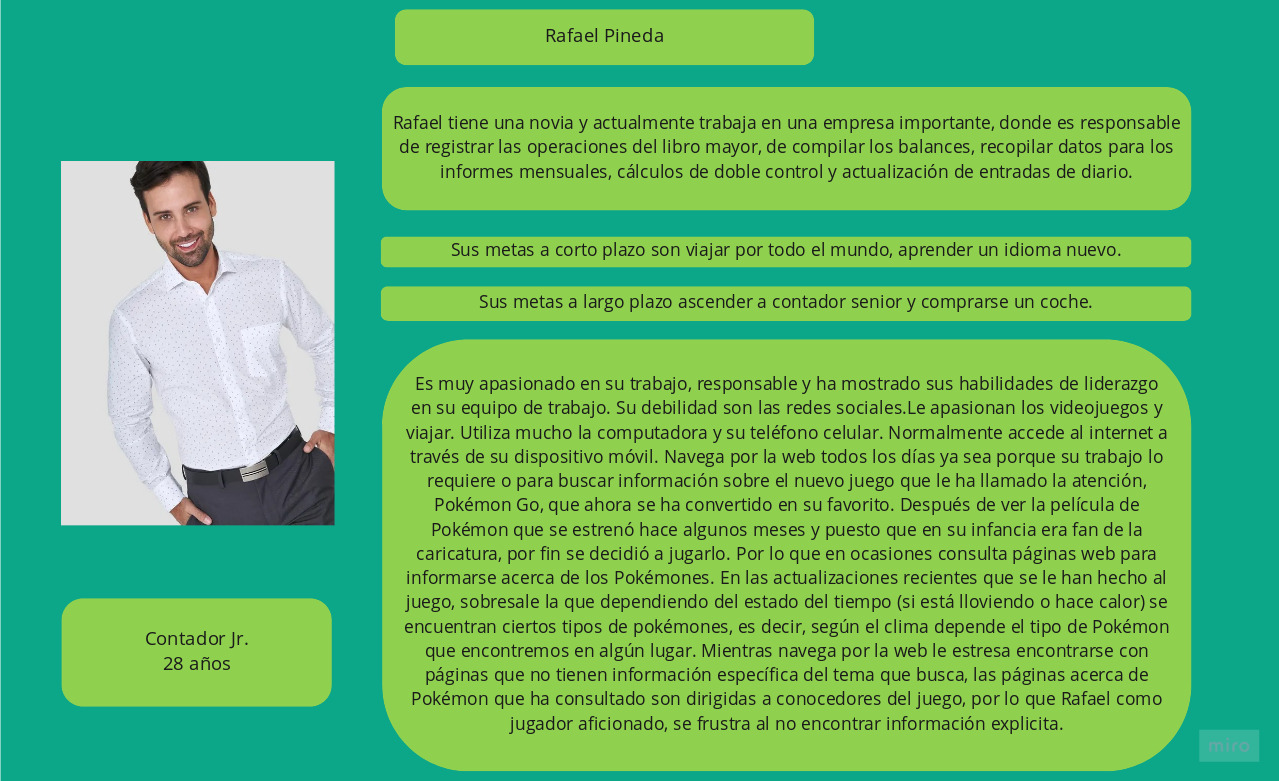 Rafael Pineda
Rafael tiene una novia y actualmente trabaja en una empresa importante, donde es responsable
de registrar las operaciones del libro mayor, de compilar los balances, recopilar datos para los
informes mensuales, cálculos de doble control y actualización de entradas de diario.
Sus metas a corto plazo son viajar por todo el mundo, aprender un idioma nuevo.
Sus metas a largo plazo ascender a contador senior y comprarse un coche.
Es muy apasionado en su trabajo, responsable y ha mostrado sus habilidades de liderazgo
en su equipo de trabajo. Su debilidad son las redes sociales.Le apasionan los videojuegos y
viajar. Utiliza mucho la computadora y su teléfono celular. Normalmente accede al internet a
través de su dispositivo móvil. Navega por la web todos los días ya sea porque su trabajo lo
requiere o para buscar información sobre el nuevo juego que le ha llamado la atención,
Pokémon Go, que ahora se ha convertido en su favorito. Después de ver la película de
Pokémon que se estrenó hace algunos meses y puesto que en su infancia era fan de la
caricatura, por fin se decidió a jugarlo. Por lo que en ocasiones consulta páginas web para
informarse acerca de los Pokémones. En las actualizaciones recientes que se le han hecho al
juego, sobresale la que dependiendo del estado del tiempo (si está lloviendo o hace calor) se
encuentran ciertos tipos de pokémones, es decir, según el clima depende el tipo de Pokémon
que encontremos en algún lugar. Mientras navega por la web le estresa encontrarse con
páginas que no tienen información específica del tema que busca, las páginas acerca de
Pokémon que ha consultado son dirigidas a conocedores del juego, por lo que Rafael como
jugador aficionado, se frustra al no encontrar información explicita.
Contador Jr.
28 años
miro